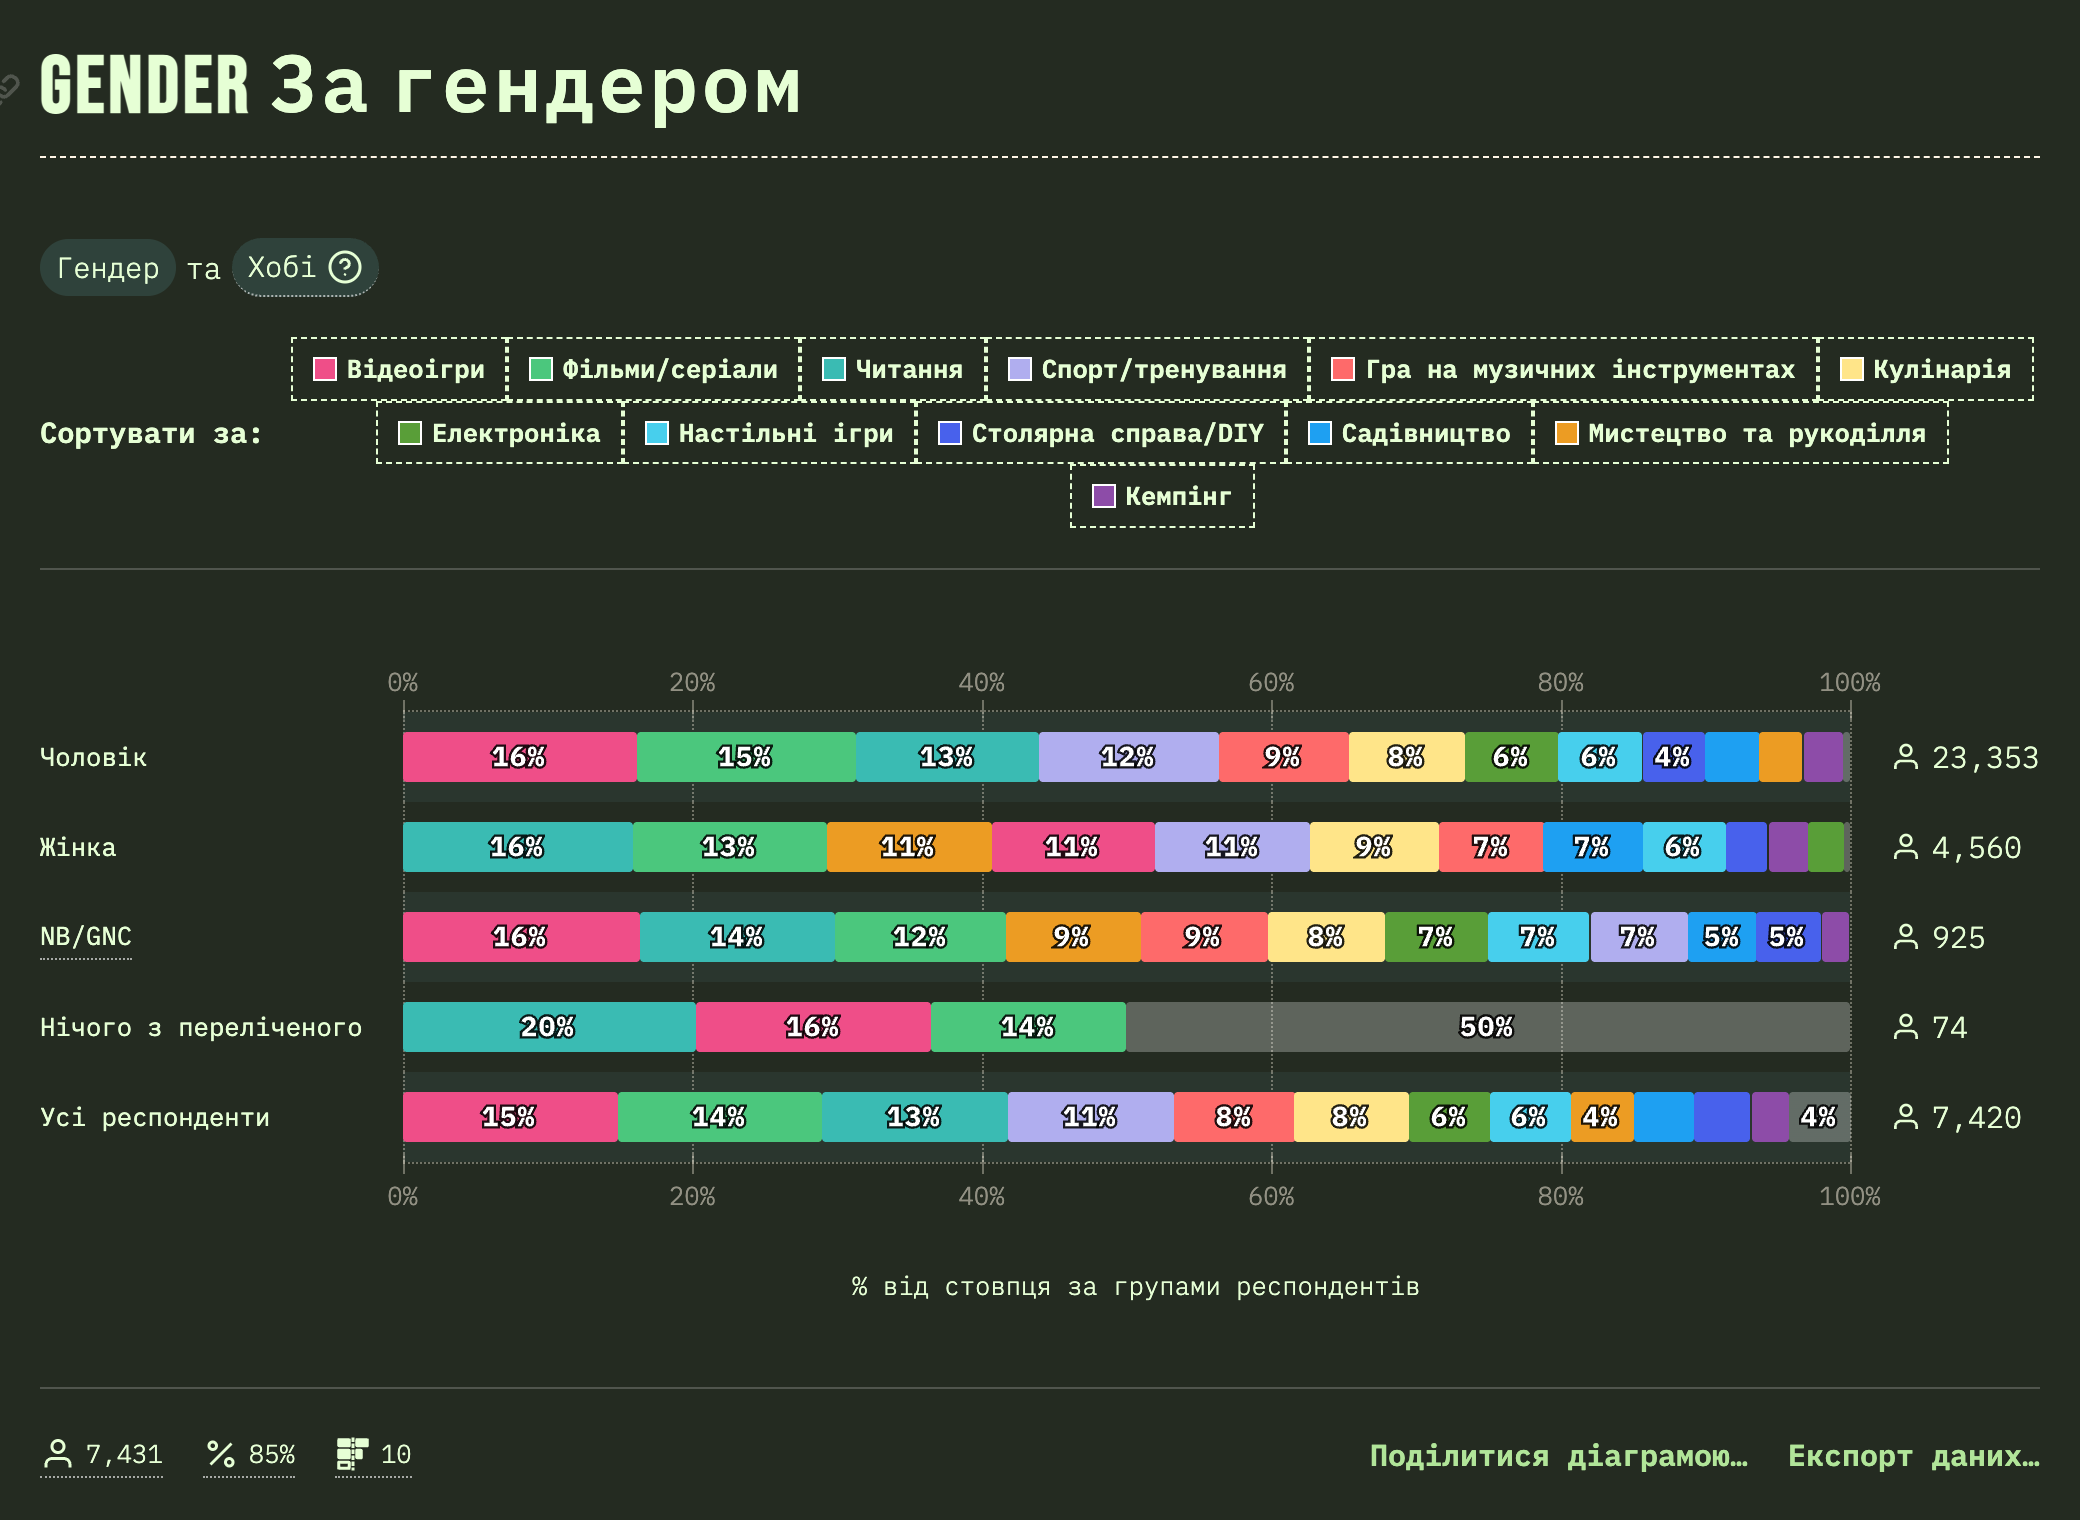 GENDER За гендером
Гендер та Хобі
Відеоігри Фільми/серіали Читання Спорт/тренування Гра на музичних інструментах Кулінарія
Сортувати за: Електроніка Настільні ігри Столярна справа/DIY Садівництво Мистецтво та рукоділля
Кемпінг
0% 20% 40% 60% 80% 100%
Чоловік 16% 15% 13% 12% 9% 8% 6% 6% 4% 23,353
Жінка 16% 13% 11% 11% 11% 9% 7% 7% 6% 4,560
NB/GNC 16% 14% 12% 9% 9% 8% 7% 7% 7% 5% 5% 925
Нічого з переліченого 20% 16% 14% 50% 74
Усі респонденти 15% 14% 13% 11% 8% 8% 6% 6% 4% 4% 7,420
0% 20% 40% 60% 80% 100%
% від стовпця за групами респондентів
7,431 85% 10 Поділитися діаграмою… Експорт даних…